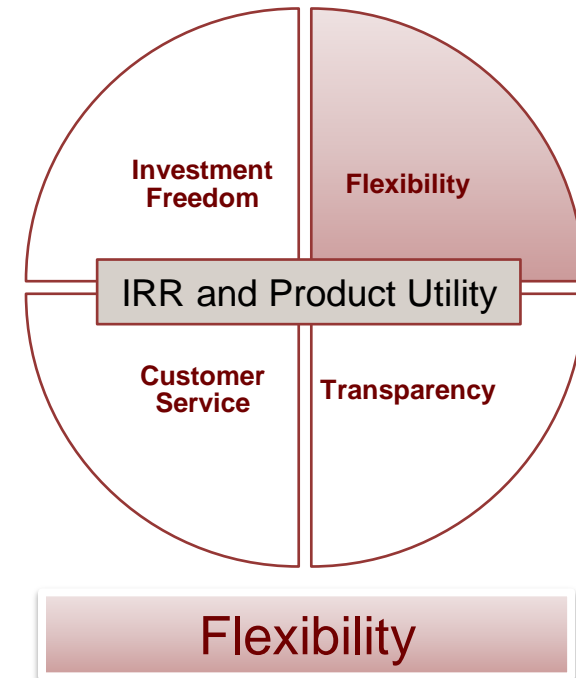 Investment
Freedom
Flexibility
IRR and Product Utility
Customer
Service
Transparency
Flexibility